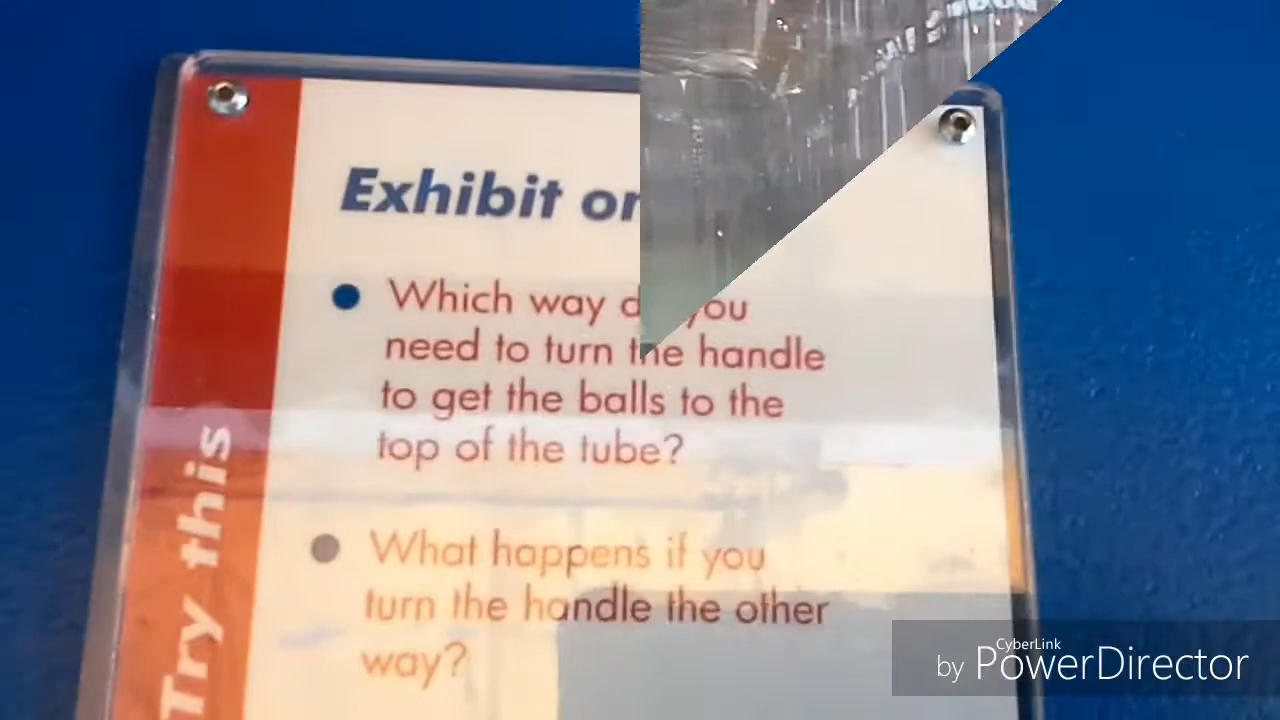 Exhibit
Which way you
need to turn the handle
to get the balls to the
top of the tube?
What happens if you
turn the handle the other
way?
Try this
CyberLink
by PowerDirector